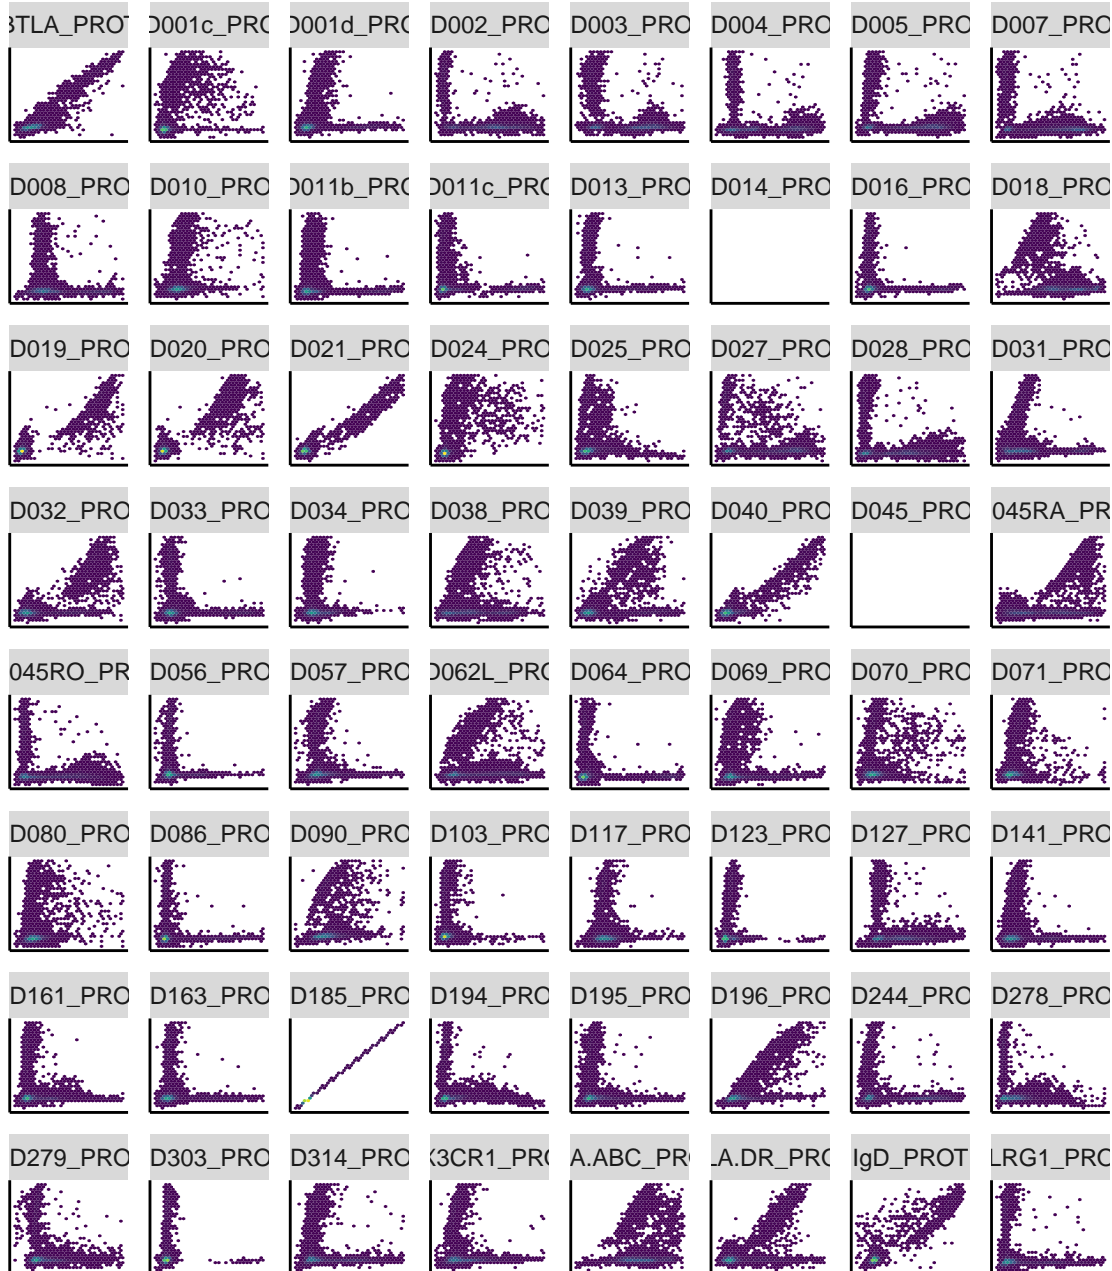 BTLA_PROT D001c_PRO D001d_PRO D002_PRO D003_PRO D004_PRO D005_PRO D007_PRO
D008_PRO D010_PRO D011b_PRO D011c_PRO D013_PRO D014_PRO D016_PRO D018_PRO
D019_PRO D020_PRO D021_PRO D024_PRO D025_PRO D027_PRO D028_PRO D031_PRO
D032_PRO D033_PRO D034_PRO D038_PRO D039_PRO D040_PRO D045_PRO 045RA_PR
045RO_PR D056_PRO D057_PRO D062L_PRO D064_PRO D069_PRO D070_PRO D071_PRO
D080_PRO D086_PRO D090_PRO D103_PRO D117_PRO D123_PRO D127_PRO D141_PRO
D161_PRO D163_PRO D185_PRO D194_PRO D195_PRO D196_PRO D244_PRO D278_PRO
D279_PRO D303_PRO D314_PRO X3CR1_PRO A.ABC_PRO LA.DR_PRO IgD_PROT LRG1_PRO